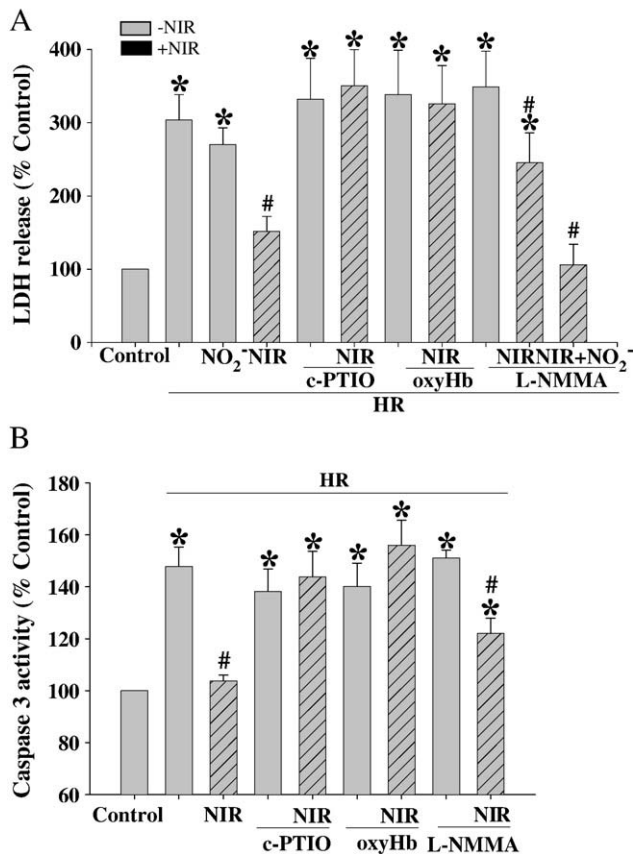 A
-NIR
+NIR
LDH release (% Control)
400
300
200
100
0
* * # * * * * * # * #
Control NO2- NIR NIR NIR NIR NIR+NO2-
c-PTIO oxyHb L-NMMA
HR
B
HR
Caspase 3 activity (% Control)
180
160
140
120
100
80
60
* # * * * * * # *
Control NIR NIR NIR NIR
c-PTIO oxyHb L-NMMA